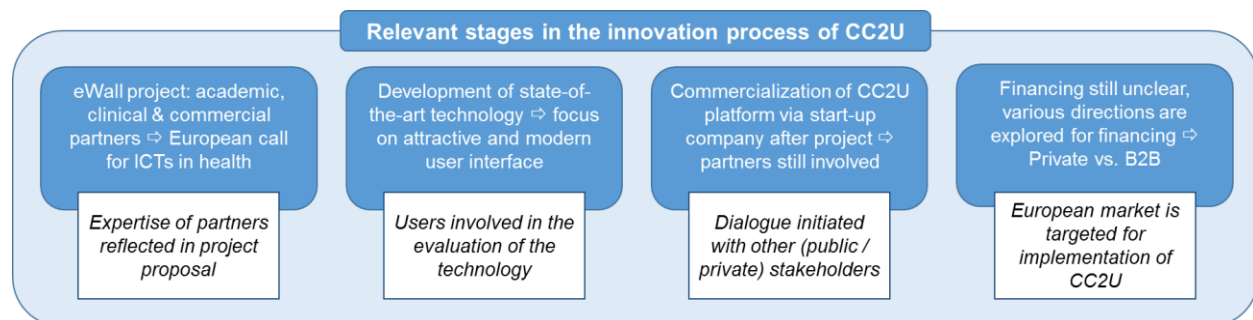 Relevant stages in the innovation process of CC2U
eWall project: academic,
clinical & commercial
partners ⇨ European call
for ICTs in health
Expertise of partners
reflected in project
proposal
Development of state-of-
the-art technology ⇨ focus
on attractive and modern
user interface
Users involved in the
evaluation of the
technology
Commercialization of CC2U
platform via start-up
company after project ⇨
partners still involved
Dialogue initiated
with other (public /
private) stakeholders
Financing still unclear,
various directions are
explored for financing ⇨
Private vs. B2B
European market is
targeted for
implementation of
CC2U